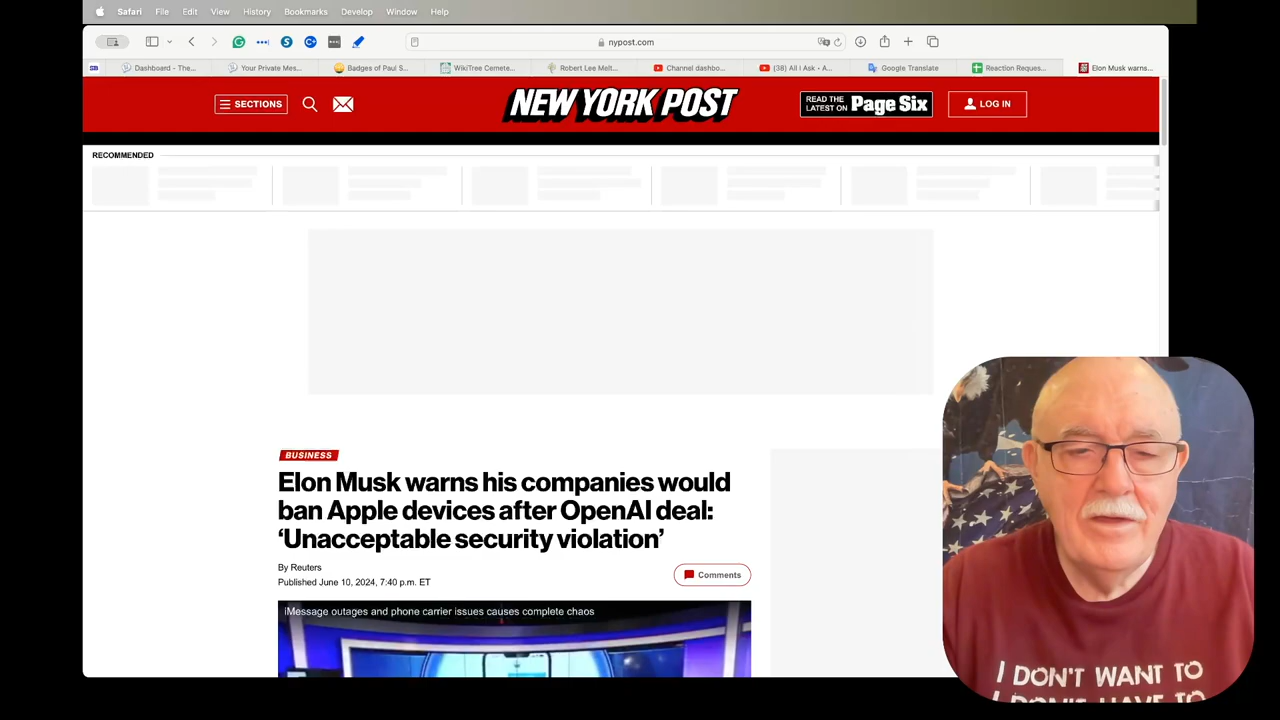 Safari File Edit View History Bookmarks Develop Window Help
nypost.com
SB Dashboard - The... Your Private Mes... Badges of Paul S... WikiTree Cemete... Robert Lee Melt... Channel dashbo... (38) All i Ask • A... Google Translate Reaction Reques... Elon Musk warns...
SECTIONS NEW YORK POST READ THE LATEST ON Page Six LOG IN
RECOMMENDED
BUSINESS
Elon Musk warns his companies would
ban Apple devices after OpenAI deal:
‘Unacceptable security violation’
By Reuters
Published June 10, 2024, 7:40 p.m. ET
Comments
iMessage outages and phone carrier issues causes complete chaos
I DON'T WANT TO
I DON'T HAVE TO